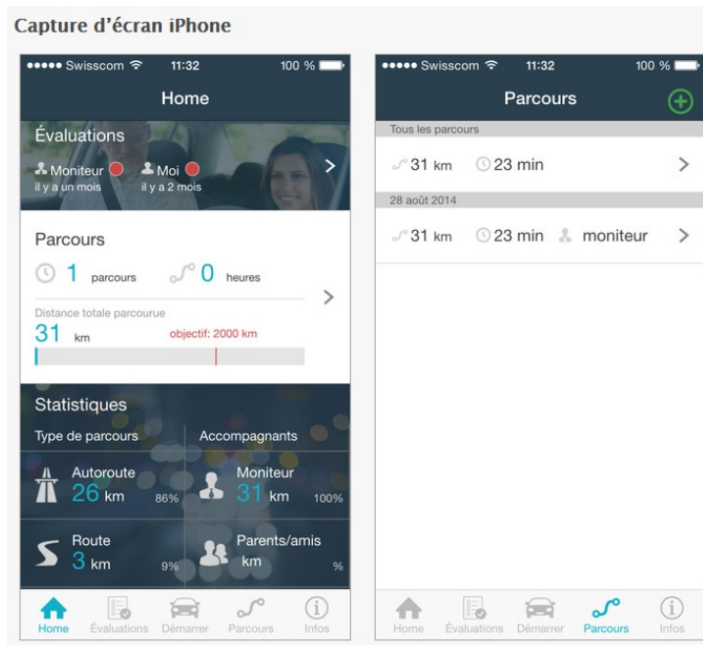 Capture d'écran iPhone
Swisscom 11:32 100 %
Home
Évaluations
Moniteur Moi
il y a un mois il y a 2 mois
Parcours
1 parcours 0 heures
Distance totale parcourue
31 km objectif: 2000 km
Statistiques
Type de parcours Accompagnants
Autoroute Moniteur
26 km 86% 31 km 100%
Route Parents/amis
3 km 9% km %
Home Évaluations Démarrer Parcours Infos
Swisscom 11:32 100 %
Parcours
Tous les parcours
31 km 23 min
28 août 2014
31 km 23 min moniteur
Home Évaluations Démarrer Parcours Infos